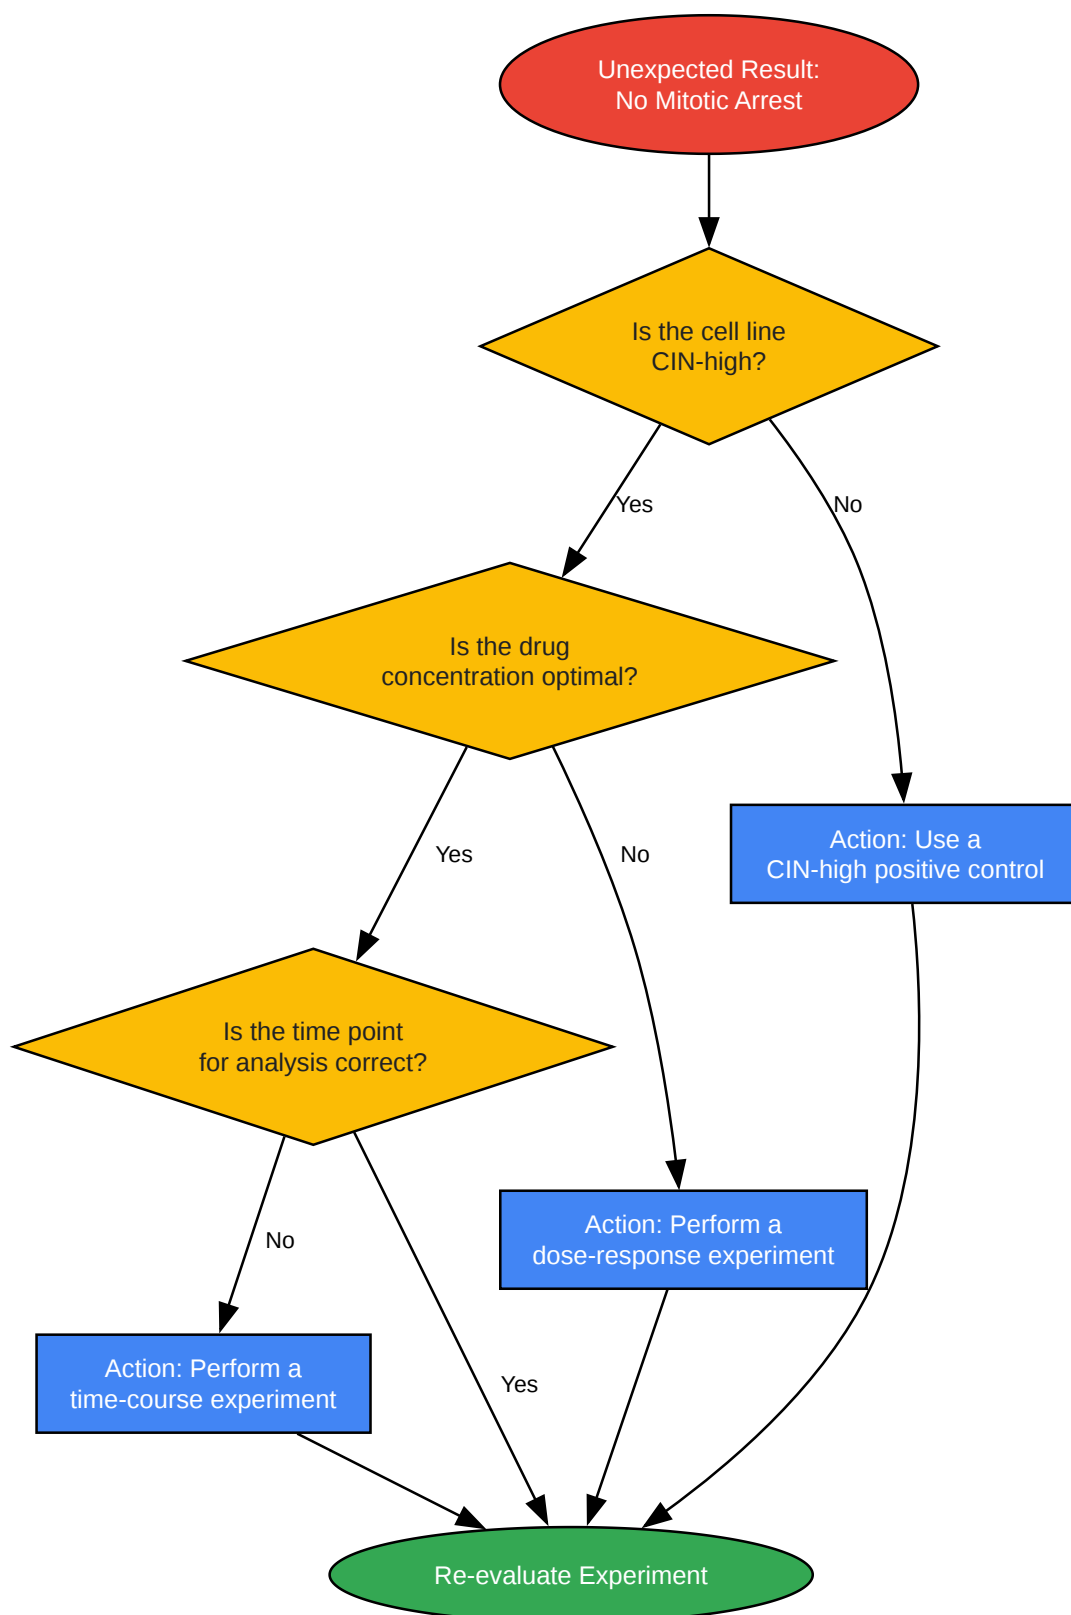 Unexpected Result:
No Mitotic Arrest
Is the cell line
CIN-high?
Yes
No
Is the drug
concentration optimal?
Yes
No
Action: Use a
CIN-high positive control
Is the time point
for analysis correct?
No
Yes
Action: Perform a
dose-response experiment
Action: Perform a
time-course experiment
Re-evaluate Experiment